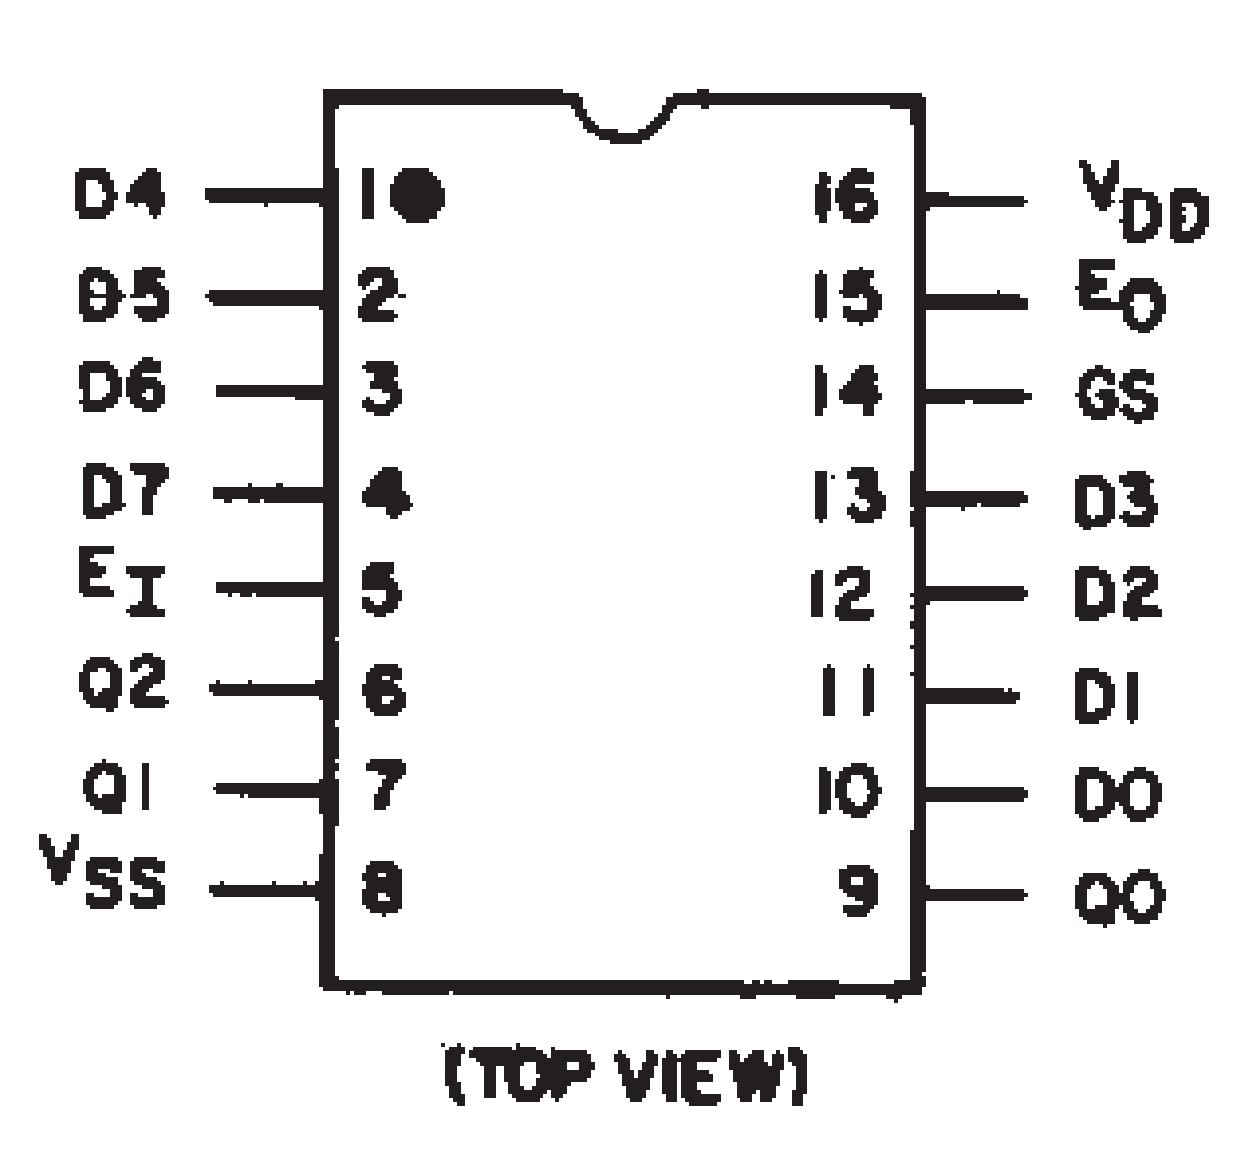 D4 1 16 VDD
D5 2 15 EO
D6 3 14 GS
D7 4 13 D3
EI 5 12 D2
Q2 6 11 D1
Q1 7 10 D0
VSS 8 9 Q0
(TOP VIEW)